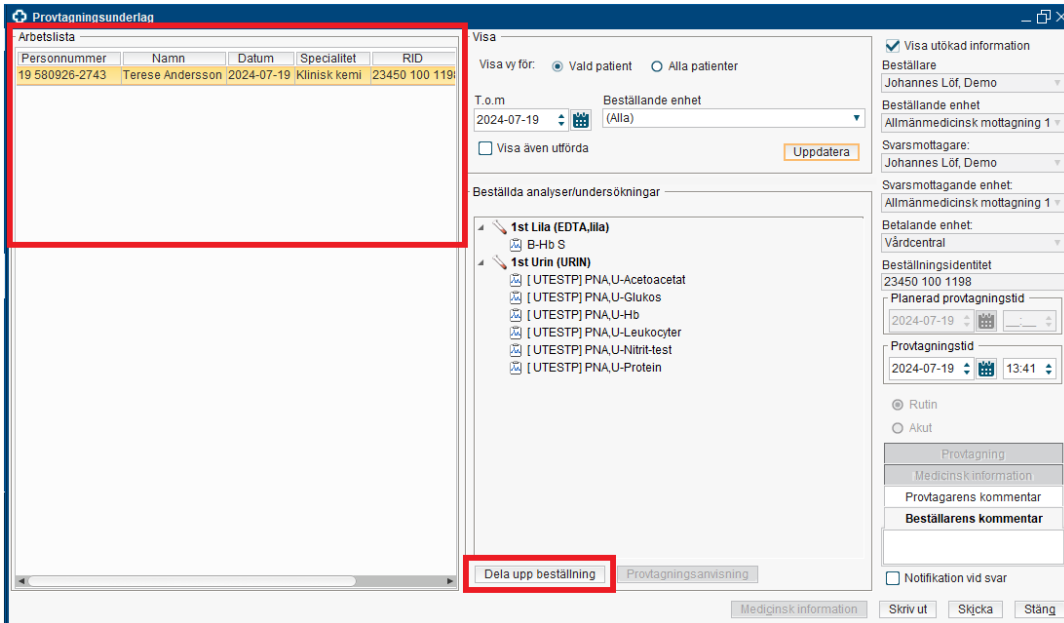 Provtagningsunderlag
Arbetslista
Personnummer Namn Datum Specialitet RID
19 580926-2743 Terese Andersson 2024-07-19 Klinisk kemi 23450 100 1198
Visa
Visa vy för: Vald patient Alla patienter
T.o.m Beställande enhet
2024-07-19 (Alla)
Visa även utförda Uppdatera
Beställda analyser/undersökningar
1st Lila (EDTA,lila)
B-Hb S
1st Urin (URIN)
[ UTESTP] PNA,U-Acetoacetat
[ UTESTP] PNA,U-Glukos
[ UTESTP] PNA,U-Hb
[ UTESTP] PNA,U-Leukocyter
[ UTESTP] PNA,U-Nitrit-test
[ UTESTP] PNA,U-Protein
Dela upp beställning Provtagningsanvisning
Visa utökad information
Beställare
Johannes Löf, Demo
Beställande enhet
Allmänmedicinsk mottagning 1
Svarsmottagare:
Johannes Löf, Demo
Svarsmottagande enhet:
Allmänmedicinsk mottagning 1
Betalande enhet:
Vårdcentral
Beställningsidentitet
23450 100 1198
Planerad provtagningstid
2024-07-19 __:__
Provtagningstid
2024-07-19 13:41
Rutin
Akut
Provtagning
Medicinsk information
Provtagarens kommentar
Beställarens kommentar
Notifikation vid svar
Medicinsk information Skriv ut Skicka Stäng